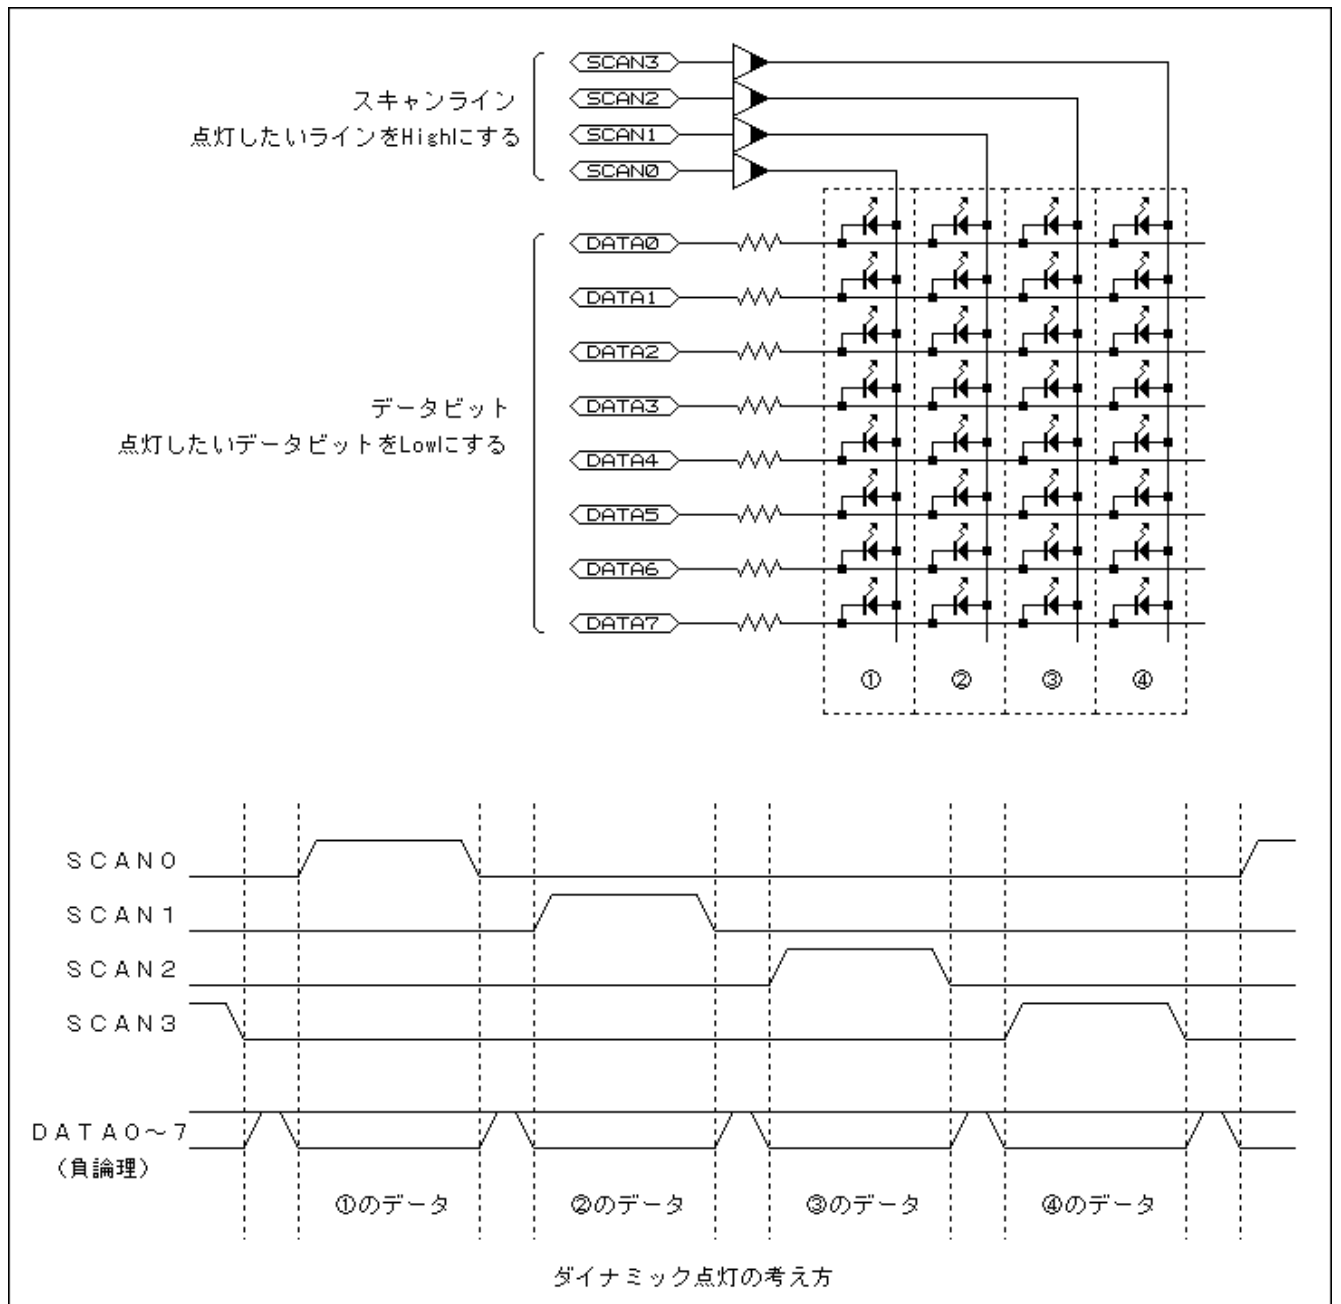 SCAN3
SCAN2
SCAN1
SCAN0
スキャンライン
点灯したいラインをHighにする
DATA0
DATA1
DATA2
DATA3
DATA4
DATA5
DATA6
DATA7
データビット
点灯したいデータビットをLowにする
① ② ③ ④
SCAN0
SCAN1
SCAN2
SCAN3
DATA0～7
(負論理)
①のデータ ②のデータ ③のデータ ④のデータ
ダイナミック点灯の考え方